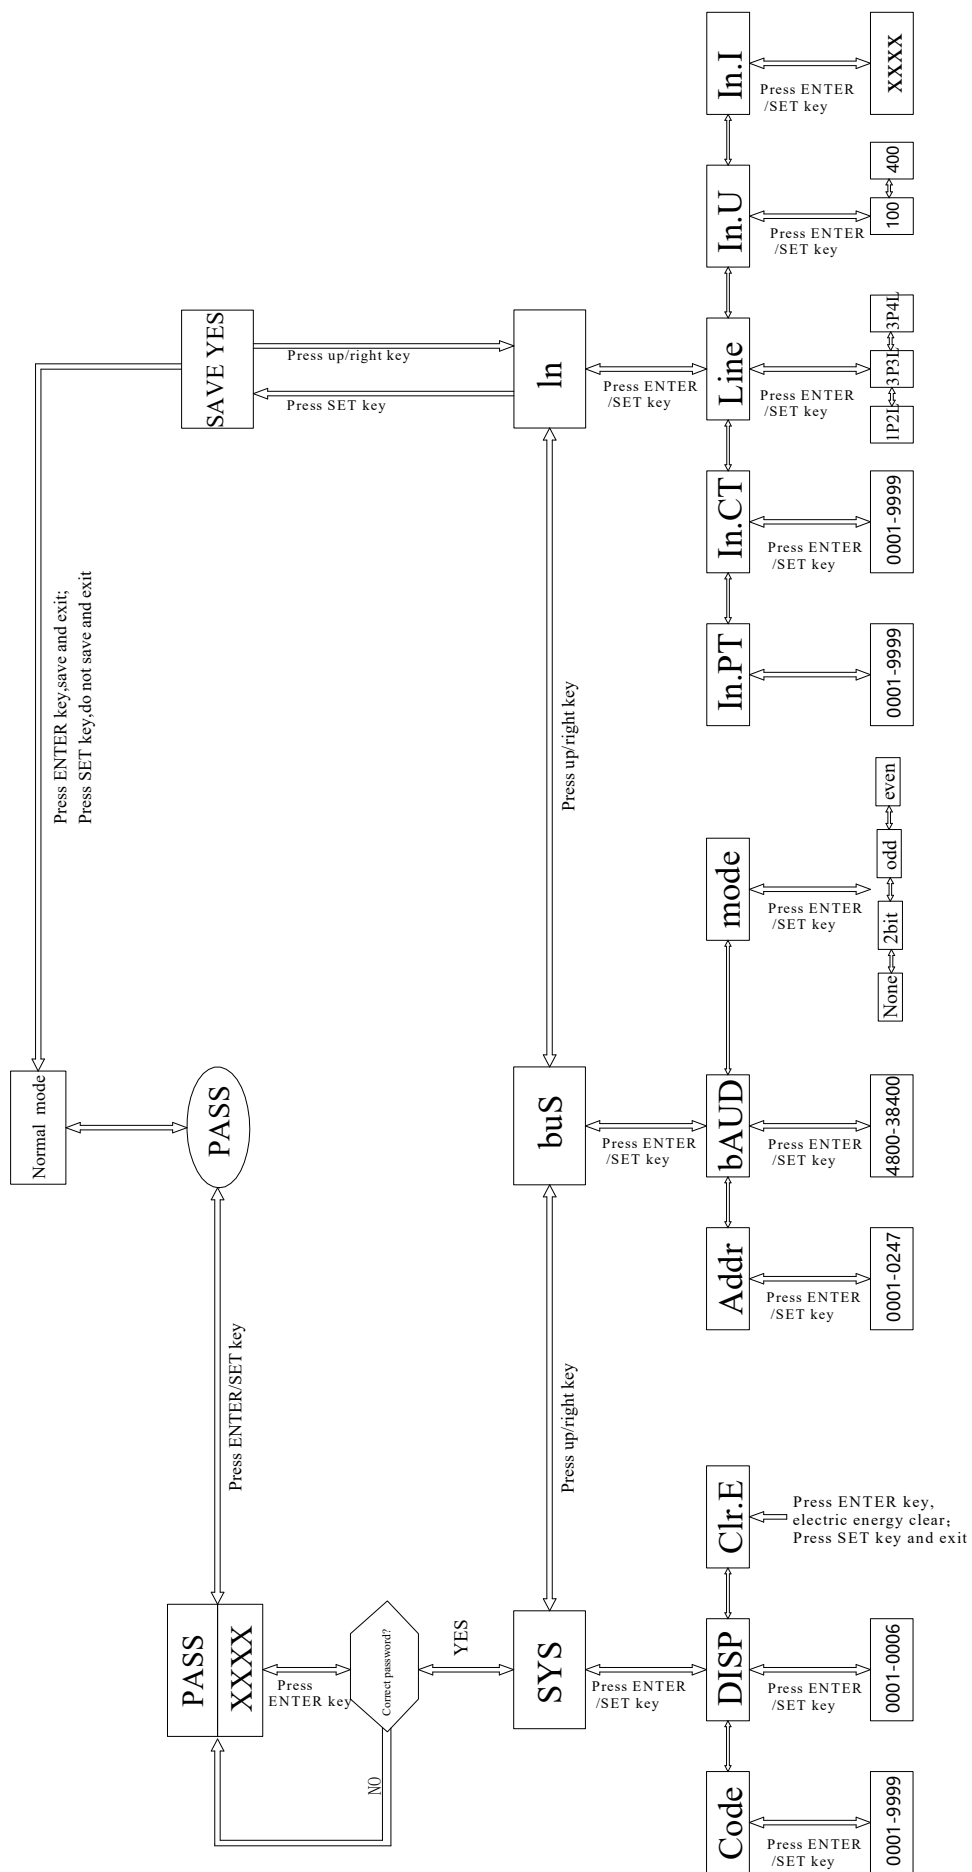 Normal mode
Press ENTER key,save and exit;
Press SET key,do not save and exit
PASS
Press ENTER/SET key
PASS
XXXX
SAVE YES
Press up/right key
Press SET key
Press
ENTER key
Correct password?
NO
YES
SYS
Press up/right key
buS
Press up/right key
ln
Press ENTER
/SET key
Press ENTER
/SET key
Press ENTER
/SET key
Code
DISP
Clr.E
Addr
bAUD
mode
In.PT
In.CT
Line
In.U
In.I
Press ENTER
/SET key
Press ENTER
/SET key
Press ENTER key,
electric energy clear;
Press SET key and exit
Press ENTER
/SET key
Press ENTER
/SET key
Press ENTER
/SET key
Press ENTER
/SET key
Press ENTER
/SET key
Press ENTER
/SET key
Press ENTER
/SET key
0001-9999
0001-0006
0001-0247
4800-38400
None
2bit
odd
even
0001-9999
0001-9999
1P2L
3P3L
3P4L
100
400
XXXX